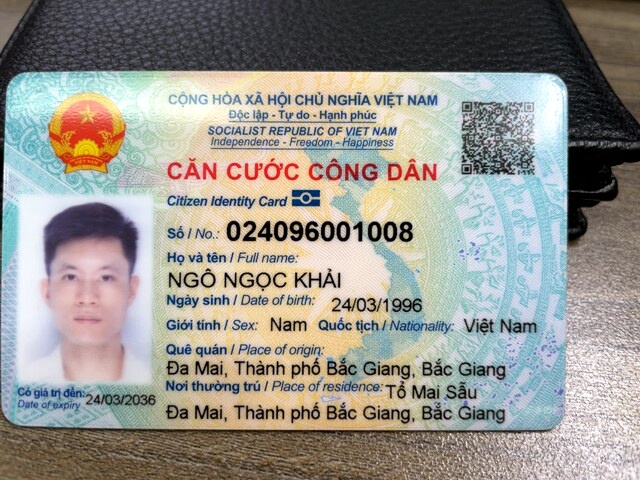 CỘNG HÒA XÃ HỘI CHỦ NGHĨA VIỆT NAM
Độc lập - Tự do - Hạnh phúc
SOCIALIST REPUBLIC OF VIET NAM
Independence - Freedom - Happiness
CĂN CƯỚC CÔNG DÂN
Citizen Identity Card
Số / No.: 024096001008
Họ và tên / Full name:
NGÔ NGỌC KHẢI
Ngày sinh / Date of birth: 24/03/1996
Giới tính / Sex: Nam Quốc tịch / Nationality: Việt Nam
Quê quán / Place of origin:
Đa Mai, Thành phố Bắc Giang, Bắc Giang
Nơi thường trú / Place of residence: Tổ Mai Sẫu
Đa Mai, Thành phố Bắc Giang, Bắc Giang
Có giá trị đến: 24/03/2036
Date of expiry